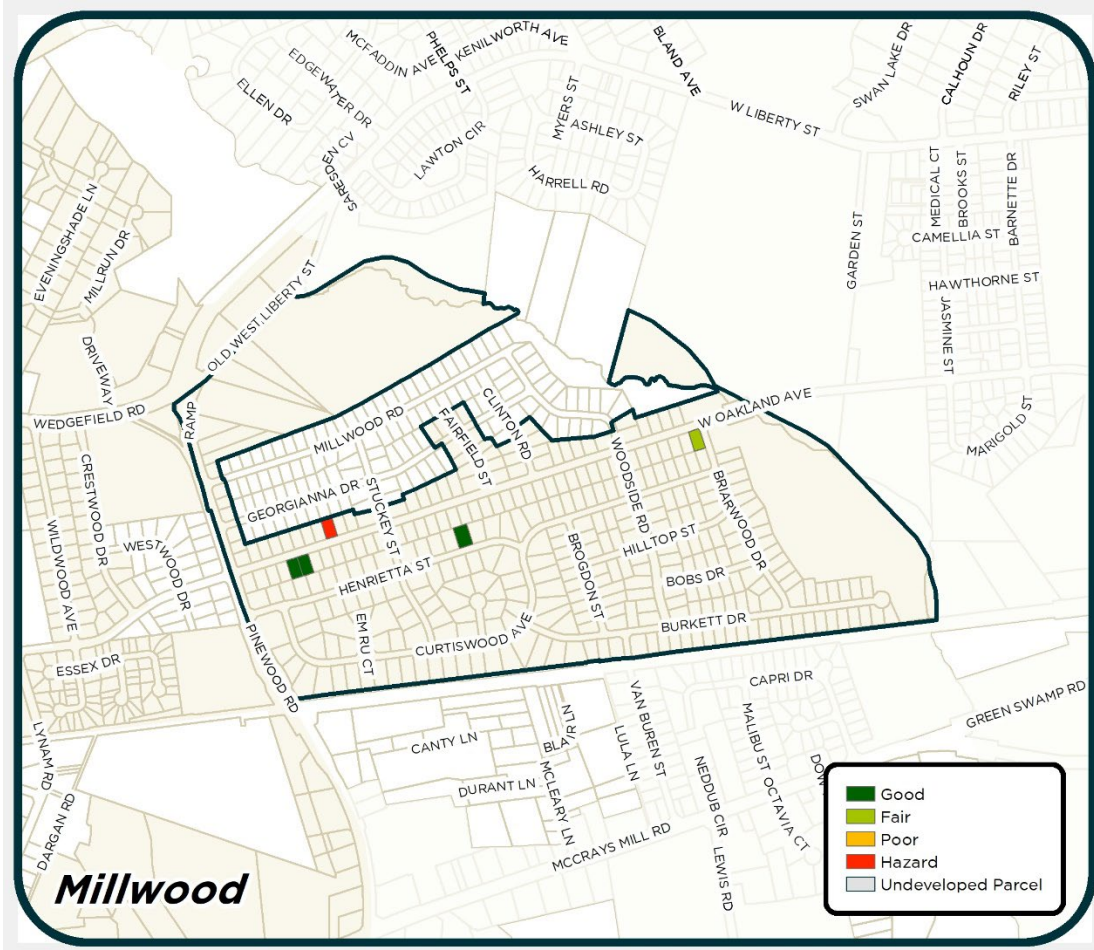 MCFADDIN AVE
PHELPS ST
KENILWORTH AVE
BLAND AVE
SWAN LAKE DR
CALHOUN DR
RILEY ST
EDGEWATER DR
ELLEN DR
LAWTON CIR
MYERS ST
ASHLEY ST
W LIBERTY ST
SARESDEN CZ
HARRELL RD
MEDICAL CT
BROOKS ST
BARNETTE DR
EVENINGSHADE LN
MILLRUN DR
CAMELLIA ST
GARDEN ST
HAWTHORNE ST
OLD WEST LIBERTY ST
JASMINE ST
DRIVEWAY
WEDGEFIELD RD
RAMP
MILLWOOD RD
FAIRFIELD ST
CLINTON RD
W OAKLAND AVE
MARIGOLD ST
CRESTWOOD DR
WILDWOOD AVE
WESTWOOD DR
GEORGIANNA DR
STUCKEY ST
WOODSIDE RD
BRIARWOOD DR
HENRIETTA ST
BROGDON ST
HILLTOP ST
BOBS DR
EM RU CT
CURTISWOOD AVE
BURKETT DR
ESSEX DR
PINEWOOD RD
CAPRI DR
GREEN SWAMP RD
LYNAM RD
CANTY LN
BLAIR LN
LULA LN
VAN BUREN ST
MALIBU ST
OCTAVIA CT
DURANT LN
MCLEARY LN
NEDDUB CIR
DARGAN RD
MCCRAYS MILL RD
LEWIS RD
Good
Fair
Poor
Hazard
Undeveloped Parcel
Millwood